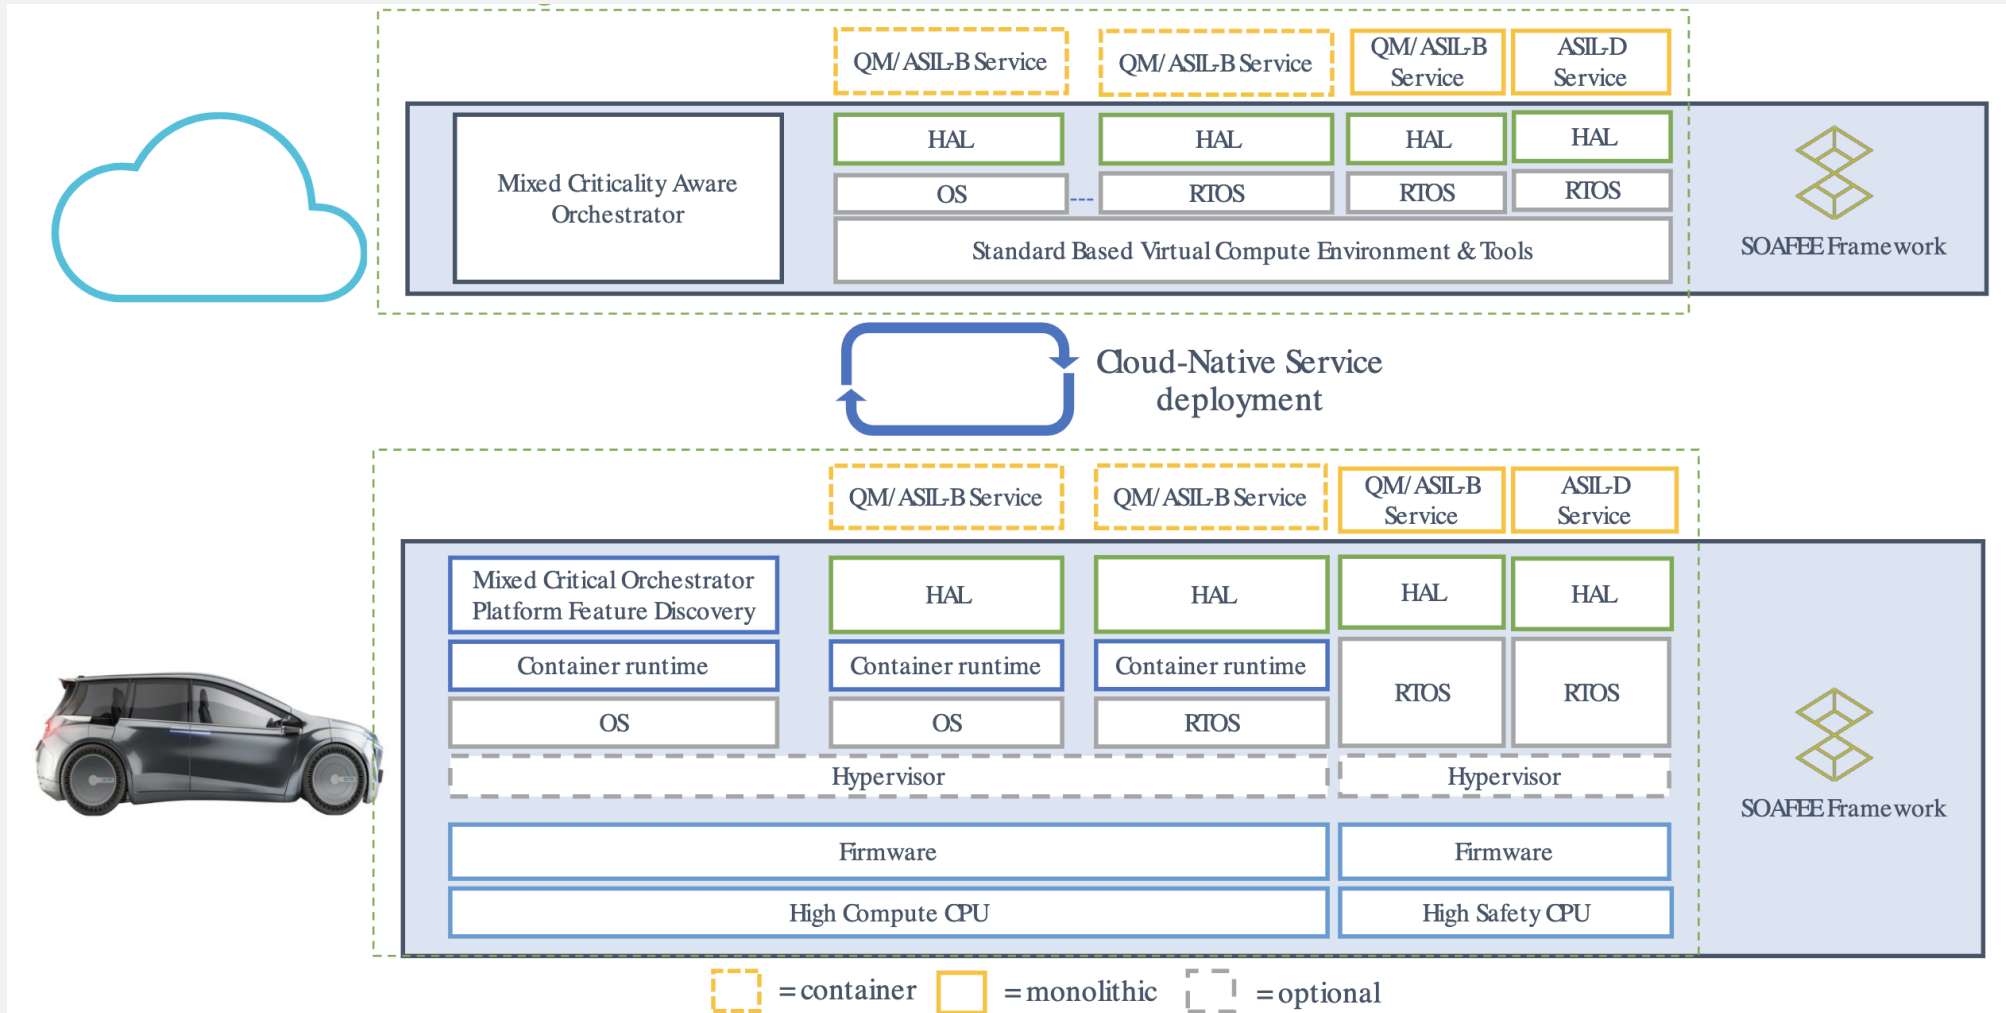 QM/ASIL-B Service
QM/ASIL-B Service
QM/ASIL-B
Service
ASIL-D
Service
Mixed Criticality Aware
Orchestrator
HAL
HAL
HAL
HAL
OS
RTOS
RTOS
RTOS
Standard Based Virtual Compute Environment & Tools
SOAFEE Framework
Cloud-Native Service
deployment
QM/ASIL-B Service
QM/ASIL-B Service
QM/ASIL-B
Service
ASIL-D
Service
Mixed Critical Orchestrator
Platform Feature Discovery
HAL
HAL
HAL
HAL
Container runtime
Container runtime
Container runtime
RTOS
RTOS
OS
OS
RTOS
Hypervisor
Hypervisor
SOAFEE Framework
Firmware
Firmware
High Compute CPU
High Safety CPU
=container
=monolithic
=optional